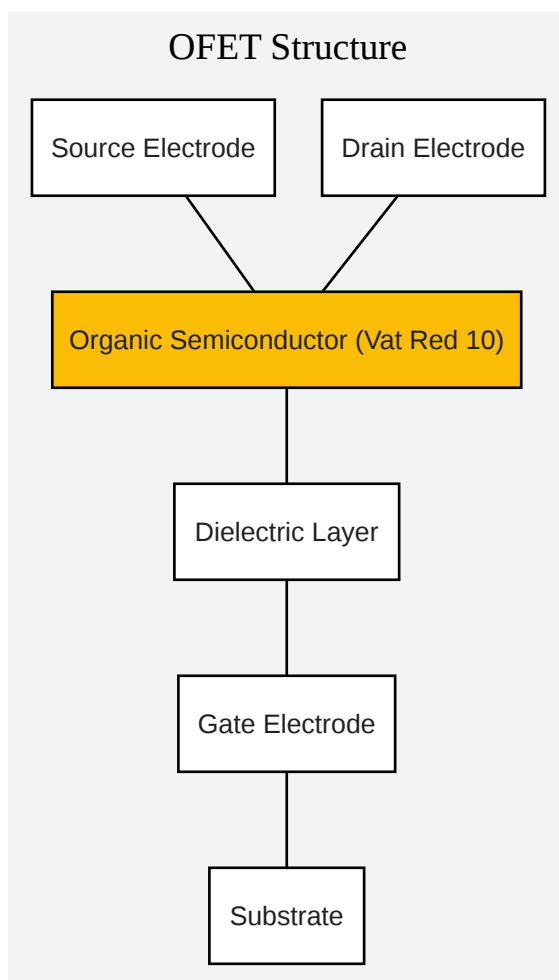 OFET Structure
Source Electrode
Drain Electrode
Organic Semiconductor (Vat Red 10)
Dielectric Layer
Gate Electrode
Substrate